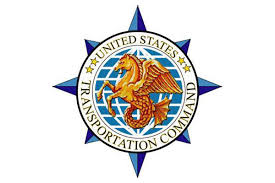 UNITED STATES
TRANSPORTATION COMMAND